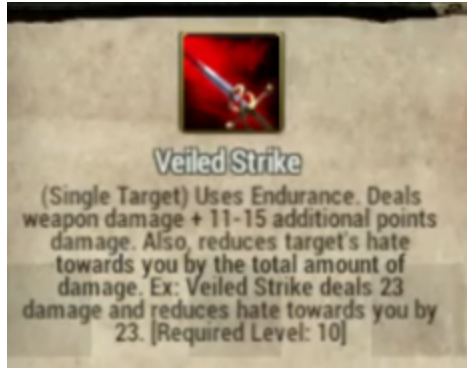 Veiled Strike
(Single Target) Uses Endurance. Deals
weapon damage + 11-15 additional points
damage. Also, reduces target's hate
towards you by the total amount of
damage. Ex: Veiled Strike deals 23
damage and reduces hate towards you by
23. [Required Level: 10]